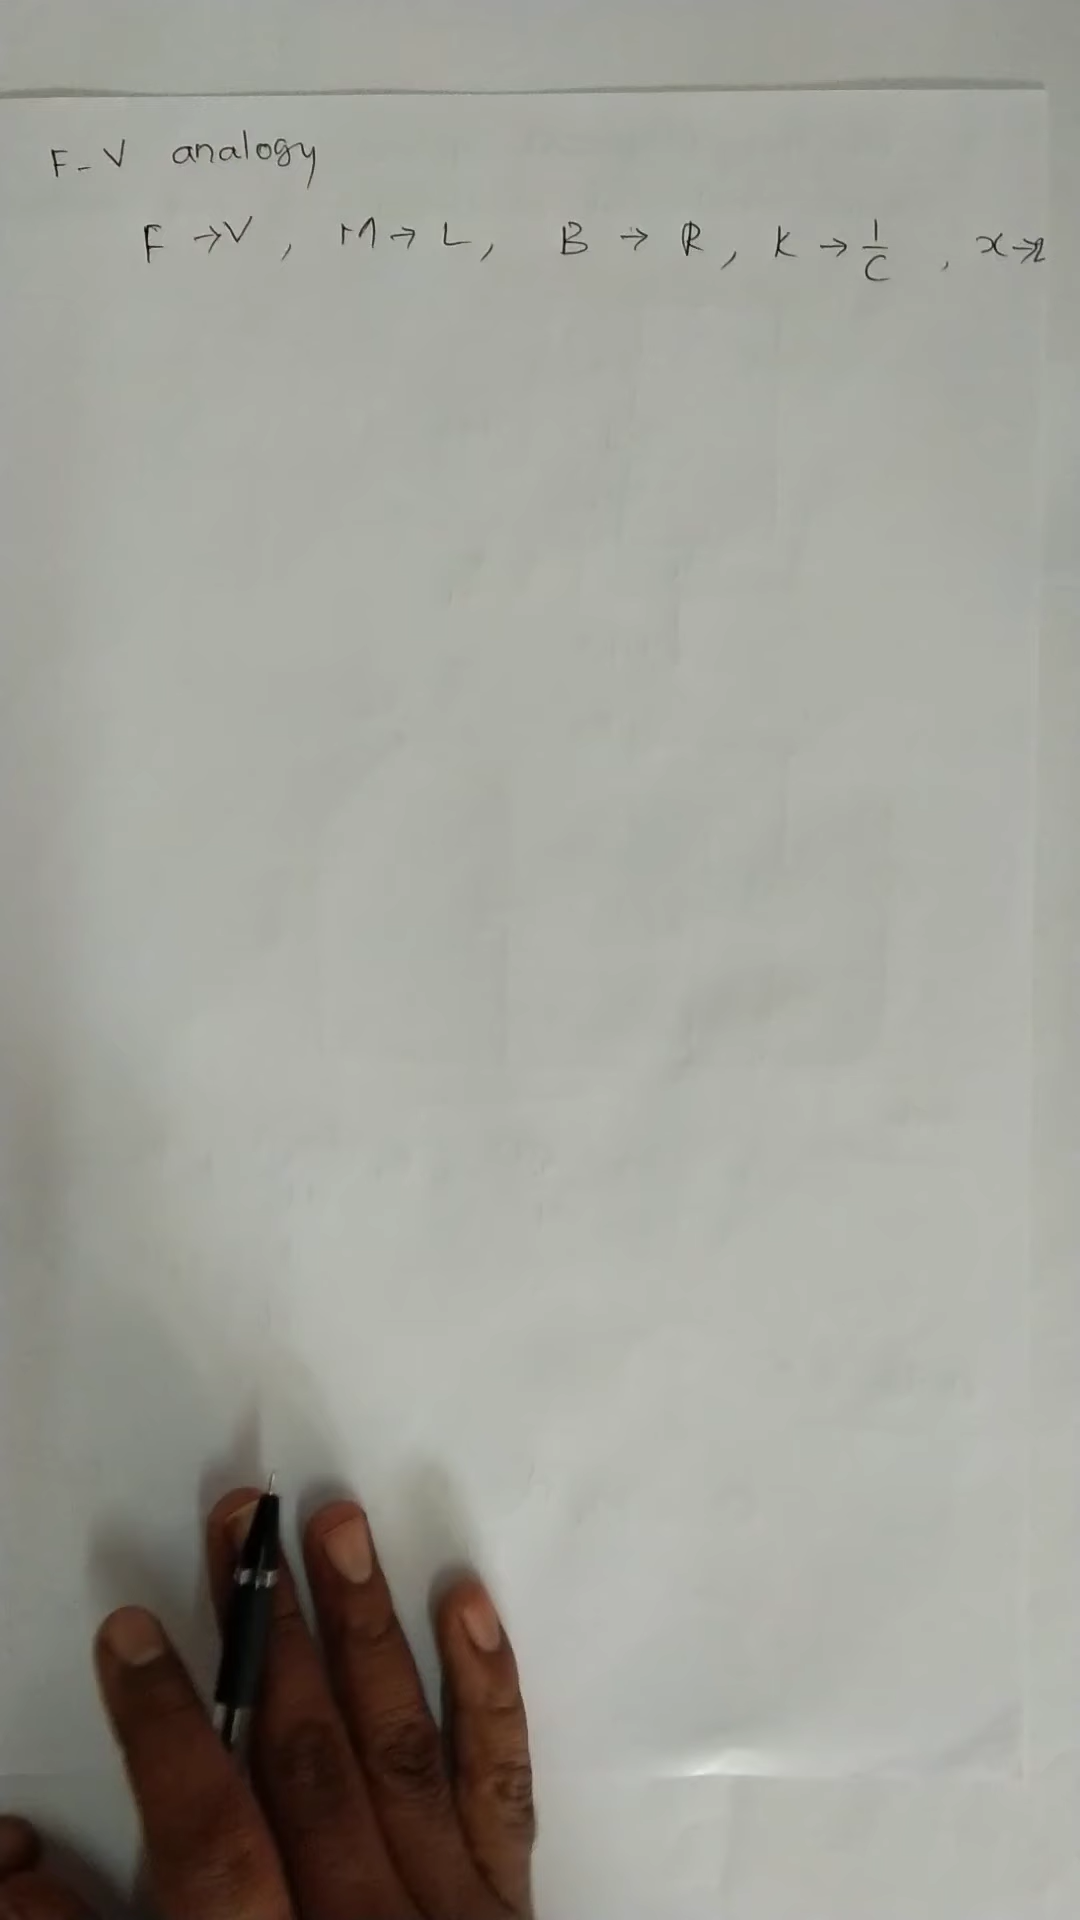 F-V analogy
F → V, M → L, B → R, K → 1/C, x →